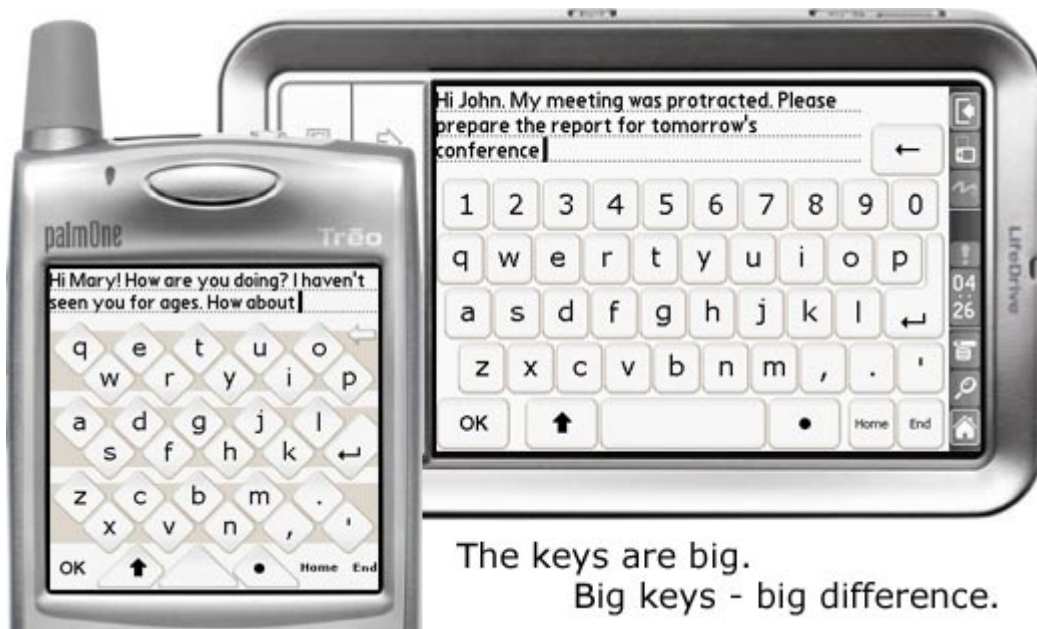 palmOne
Treo
Hi Mary! How are you doing? I haven't
seen you for ages. How about
q e t u o
w r y i p
a d g j l
s f h k
z c b m .
x v n , '
OK Home End
Hi John. My meeting was protracted. Please
prepare the report for tomorrow's
conference
1 2 3 4 5 6 7 8 9 0
q w e r t y u i o p
a s d f g h j k l
z x c v b n m , . '
OK Home End
04
26
LifeDrive
The keys are big.
Big keys - big difference.